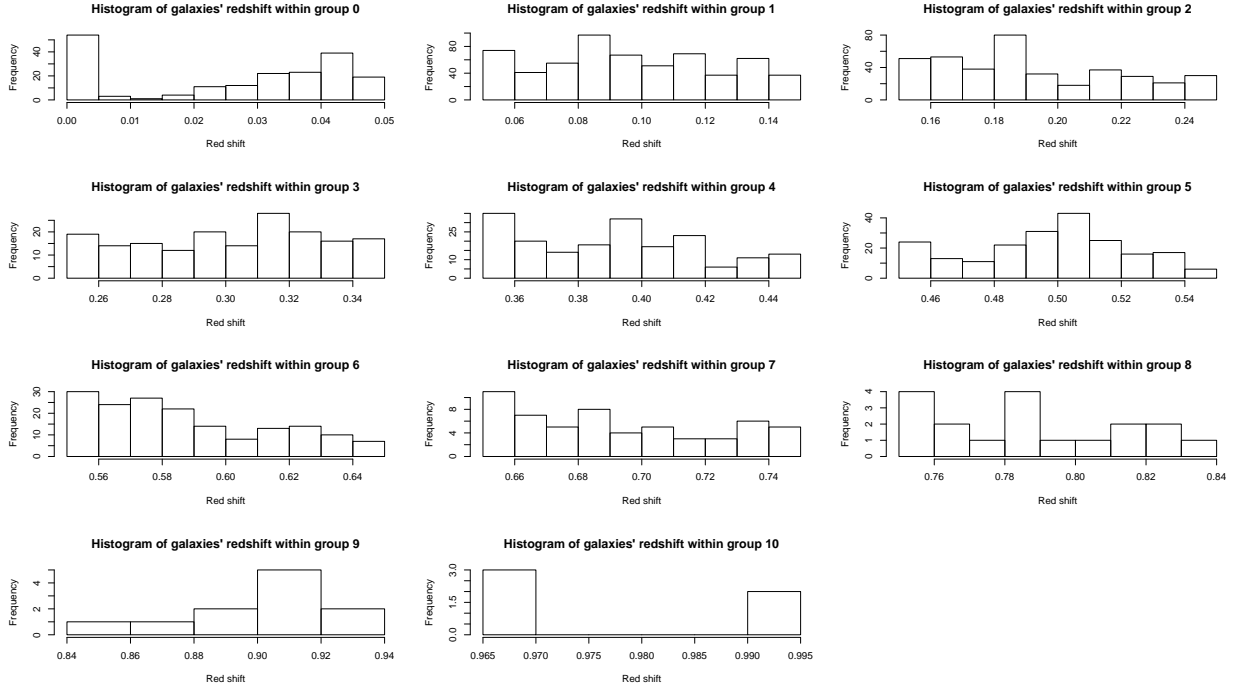 Histogram of galaxies' redshift within group 0
Frequency
0 20 40
0.00 0.01 0.02 0.03 0.04 0.05
Red shift
Histogram of galaxies' redshift within group 1
Frequency
0 40 80
0.06 0.08 0.10 0.12 0.14
Red shift
Histogram of galaxies' redshift within group 2
Frequency
0 40 80
0.16 0.18 0.20 0.22 0.24
Red shift
Histogram of galaxies' redshift within group 3
Frequency
0 10 20
0.26 0.28 0.30 0.32 0.34
Red shift
Histogram of galaxies' redshift within group 4
Frequency
0 10 25
0.36 0.38 0.40 0.42 0.44
Red shift
Histogram of galaxies' redshift within group 5
Frequency
0 20 40
0.46 0.48 0.50 0.52 0.54
Red shift
Histogram of galaxies' redshift within group 6
Frequency
0 10 20 30
0.56 0.58 0.60 0.62 0.64
Red shift
Histogram of galaxies' redshift within group 7
Frequency
0 4 8
0.66 0.68 0.70 0.72 0.74
Red shift
Histogram of galaxies' redshift within group 8
Frequency
0 1 2 3 4
0.76 0.78 0.80 0.82 0.84
Red shift
Histogram of galaxies' redshift within group 9
Frequency
0 2 4
0.84 0.86 0.88 0.90 0.92 0.94
Red shift
Histogram of galaxies' redshift within group 10
Frequency
0.0 1.5 3.0
0.965 0.970 0.975 0.980 0.985 0.990 0.995
Red shift